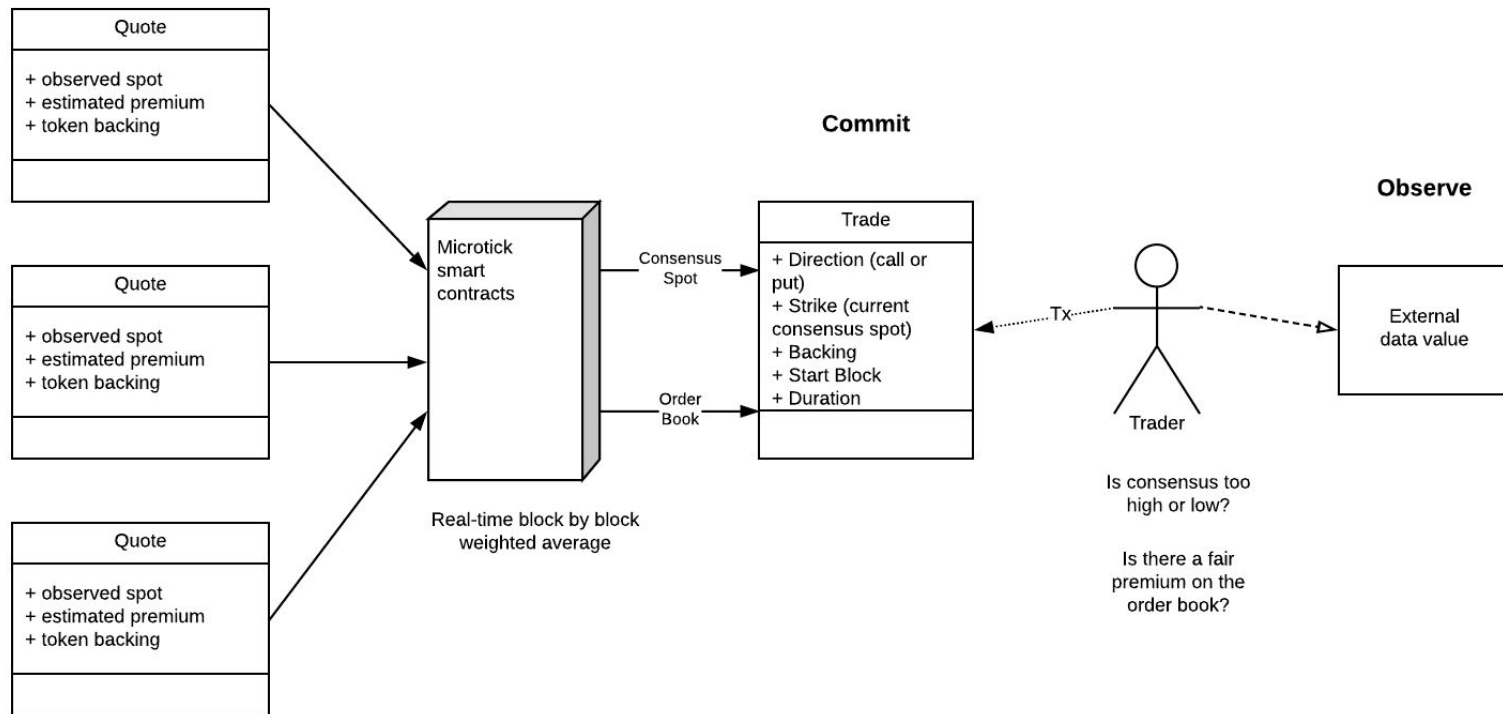 Quote
+ observed spot
+ estimated premium
+ token backing
Quote
+ observed spot
+ estimated premium
+ token backing
Quote
+ observed spot
+ estimated premium
+ token backing
Microtick
smart
contracts
Real-time block by block
weighted average
Consensus
Spot
Order
Book
Commit
Trade
+ Direction (call or
put)
+ Strike (current
consensus spot)
+ Backing
+ Start Block
+ Duration
Tx
Trader
Is consensus too
high or low?
Is there a fair
premium on the
order book?
Observe
External
data value